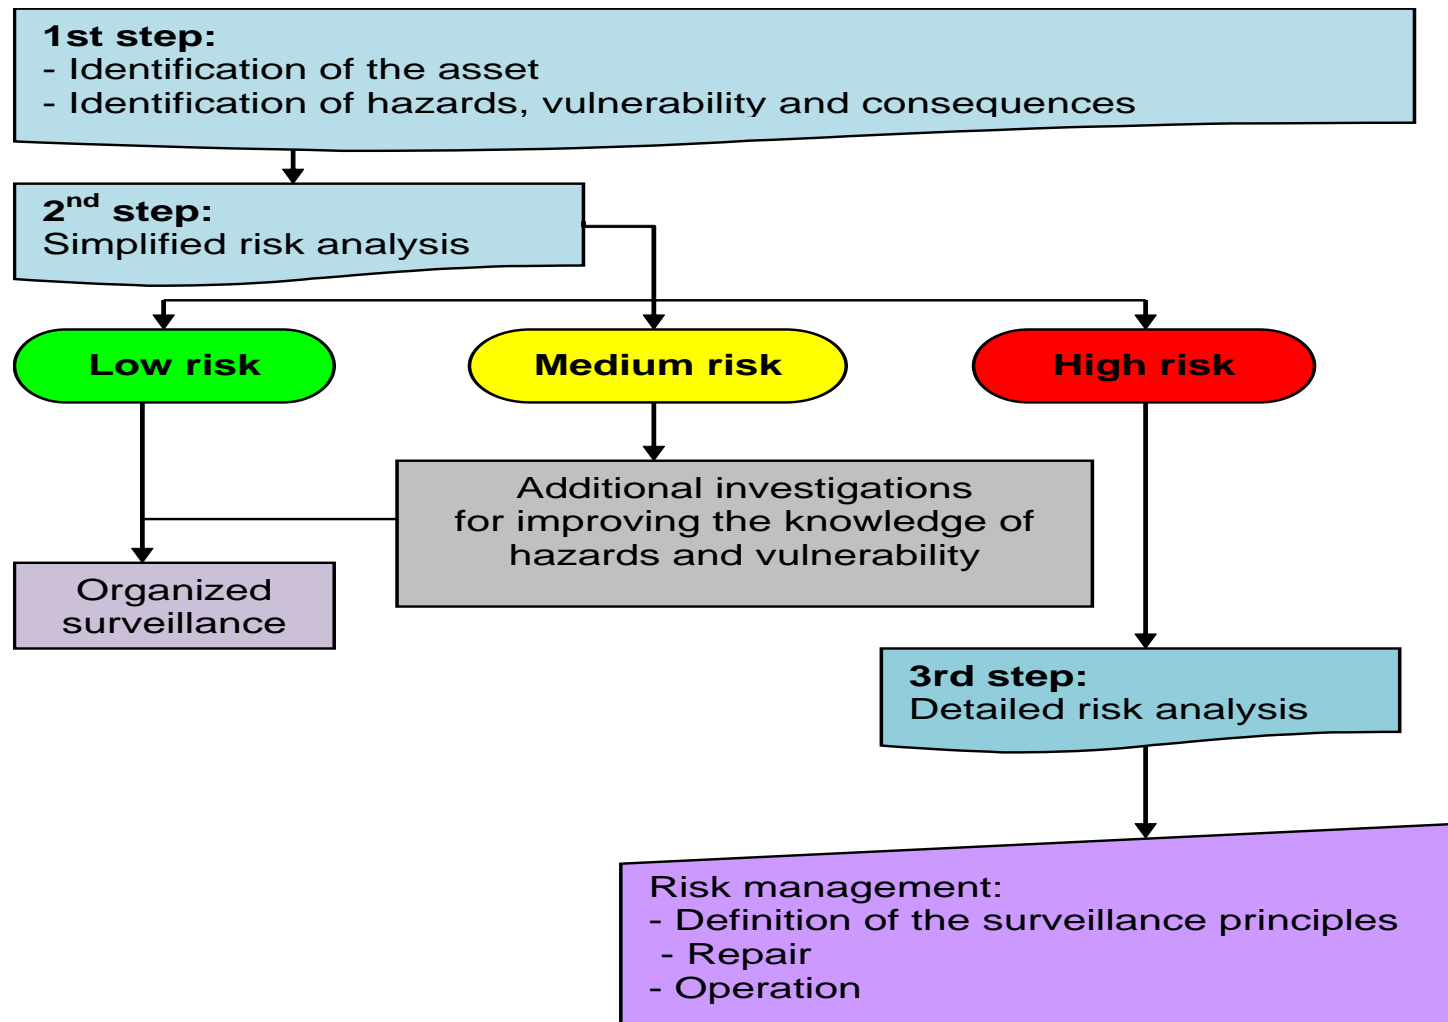 1st step:
- Identification of the asset
- Identification of hazards, vulnerability and consequences
2nd step:
Simplified risk analysis
Low risk
Medium risk
High risk
Additional investigations
for improving the knowledge of
hazards and vulnerability
Organized
surveillance
3rd step:
Detailed risk analysis
Risk management:
- Definition of the surveillance principles
- Repair
- Operation